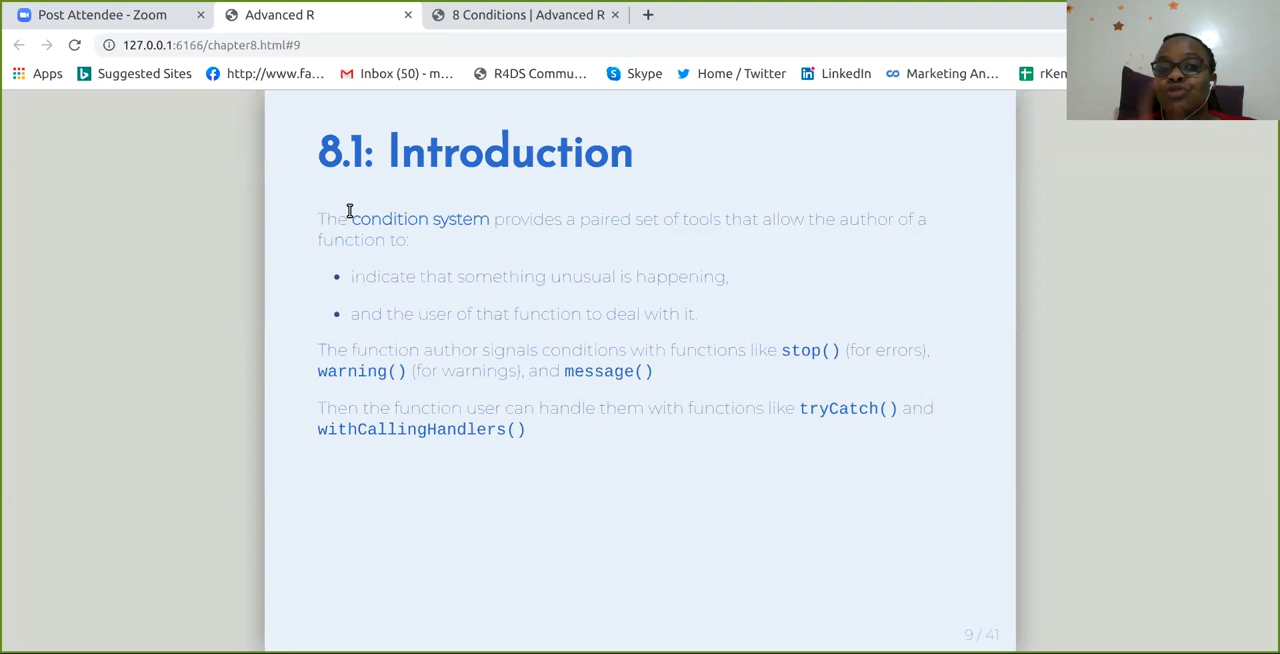 Post Attendee - Zoom
Advanced R
8 Conditions | Advanced R
127.0.0.1:6166/chapter8.html#9
Apps
Suggested Sites
http://www.fa...
Inbox (50) - m...
R4DS Commu...
Skype
Home / Twitter
LinkedIn
Marketing An...
rKem
8.1: Introduction
The condition system provides a paired set of tools that allow the author of a
function to:
• indicate that something unusual is happening,
• and the user of that function to deal with it.
The function author signals conditions with functions like stop() (for errors),
warning() (for warnings), and message()
Then the function user can handle them with functions like tryCatch() and
withCallingHandlers()
9 / 41